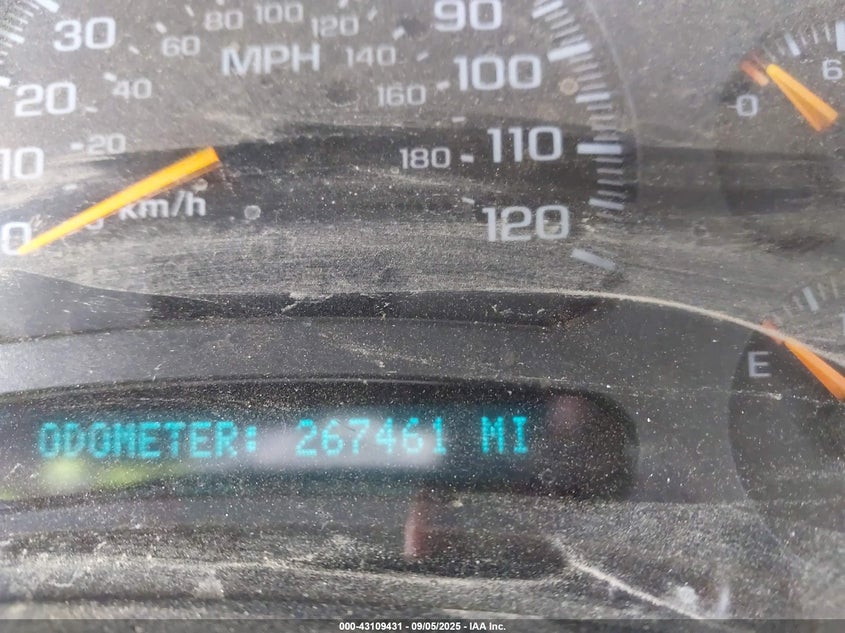 30 80 100 120 90
60 MPH 140 100 6
20 40 160 0
10 20 180 110
0 km/h 120
E
ODOMETER: 267461 MI
000-43109431 - 09/05/2025 - IAA Inc.